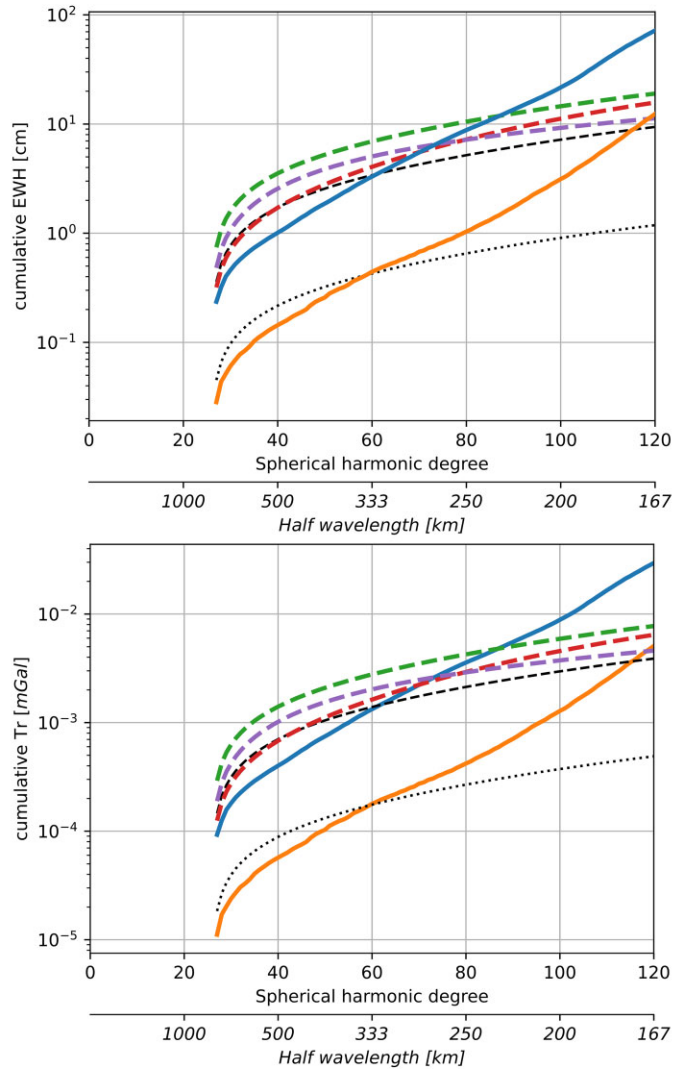 10²
10¹
10⁰
10⁻¹
cumulative EWH [cm]
0 20 40 60 80 100 120
Spherical harmonic degree
1000 500 333 250 200 167
Half wavelength [km]
10⁻²
10⁻³
10⁻⁴
10⁻⁵
cumulative Tr [mGal]
0 20 40 60 80 100 120
Spherical harmonic degree
1000 500 333 250 200 167
Half wavelength [km]